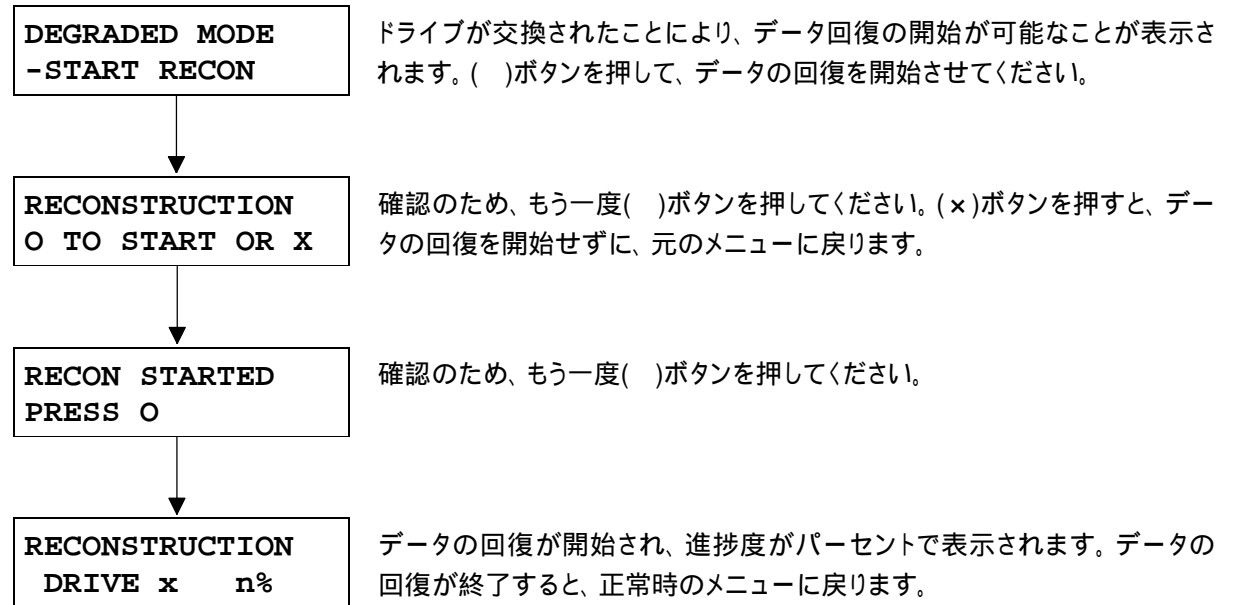 DEGRADED MODE
-START RECON
ドライブが交換されたことにより、データ回復の開始が可能なことが表示さ
れます。(　)ボタンを押して、データの回復を開始させてください。
RECONSTRUCTION
O TO START OR X
確認のため、もう一度(　)ボタンを押してください。(×)ボタンを押すと、デー
タの回復を開始せずに、元のメニューに戻ります。
RECON STARTED
PRESS O
確認のため、もう一度(　)ボタンを押してください。
RECONSTRUCTION
DRIVE x n%
データの回復が開始され、進捗度がパーセントで表示されます。データの
回復が終了すると、正常時のメニューに戻ります。